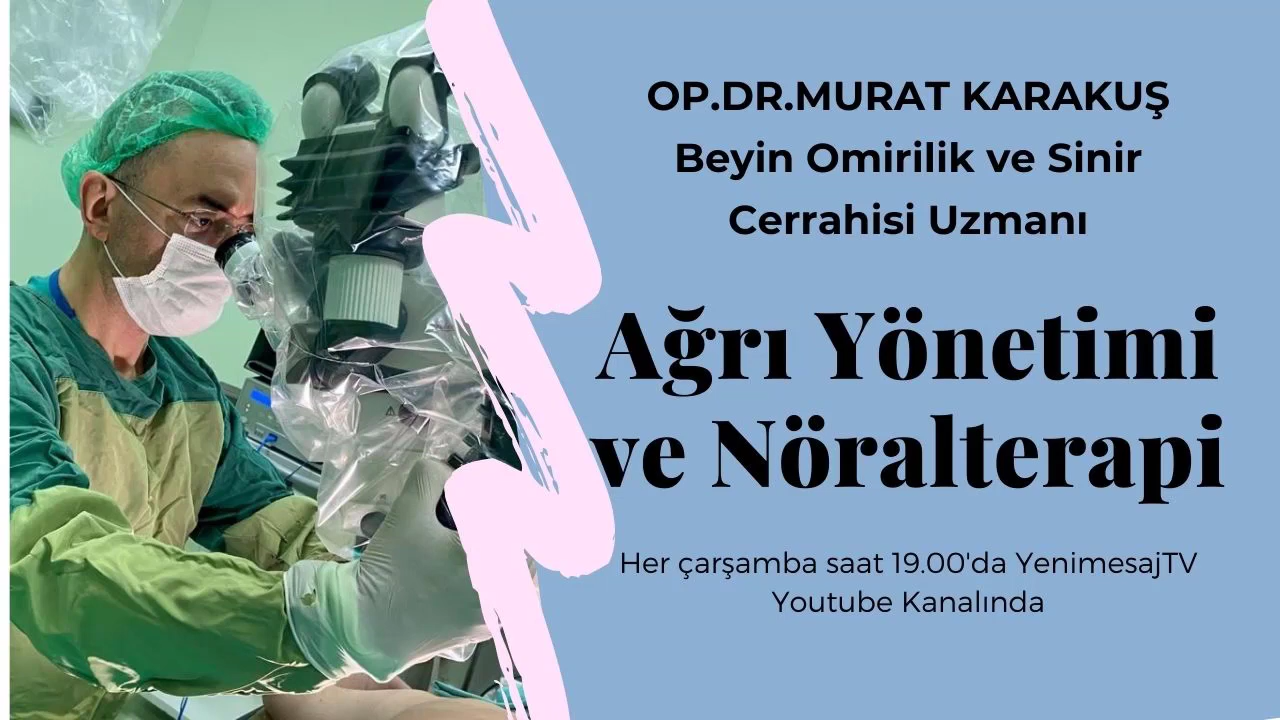 OP.DR.MURAT KARAKUŞ
Beyin Omirilik ve Sinir
Cerrahisi Uzmanı
Ağrı Yönetimi
ve Nöralterapi
Her çarşamba saat 19.00'da YenimesajTV
Youtube Kanalında